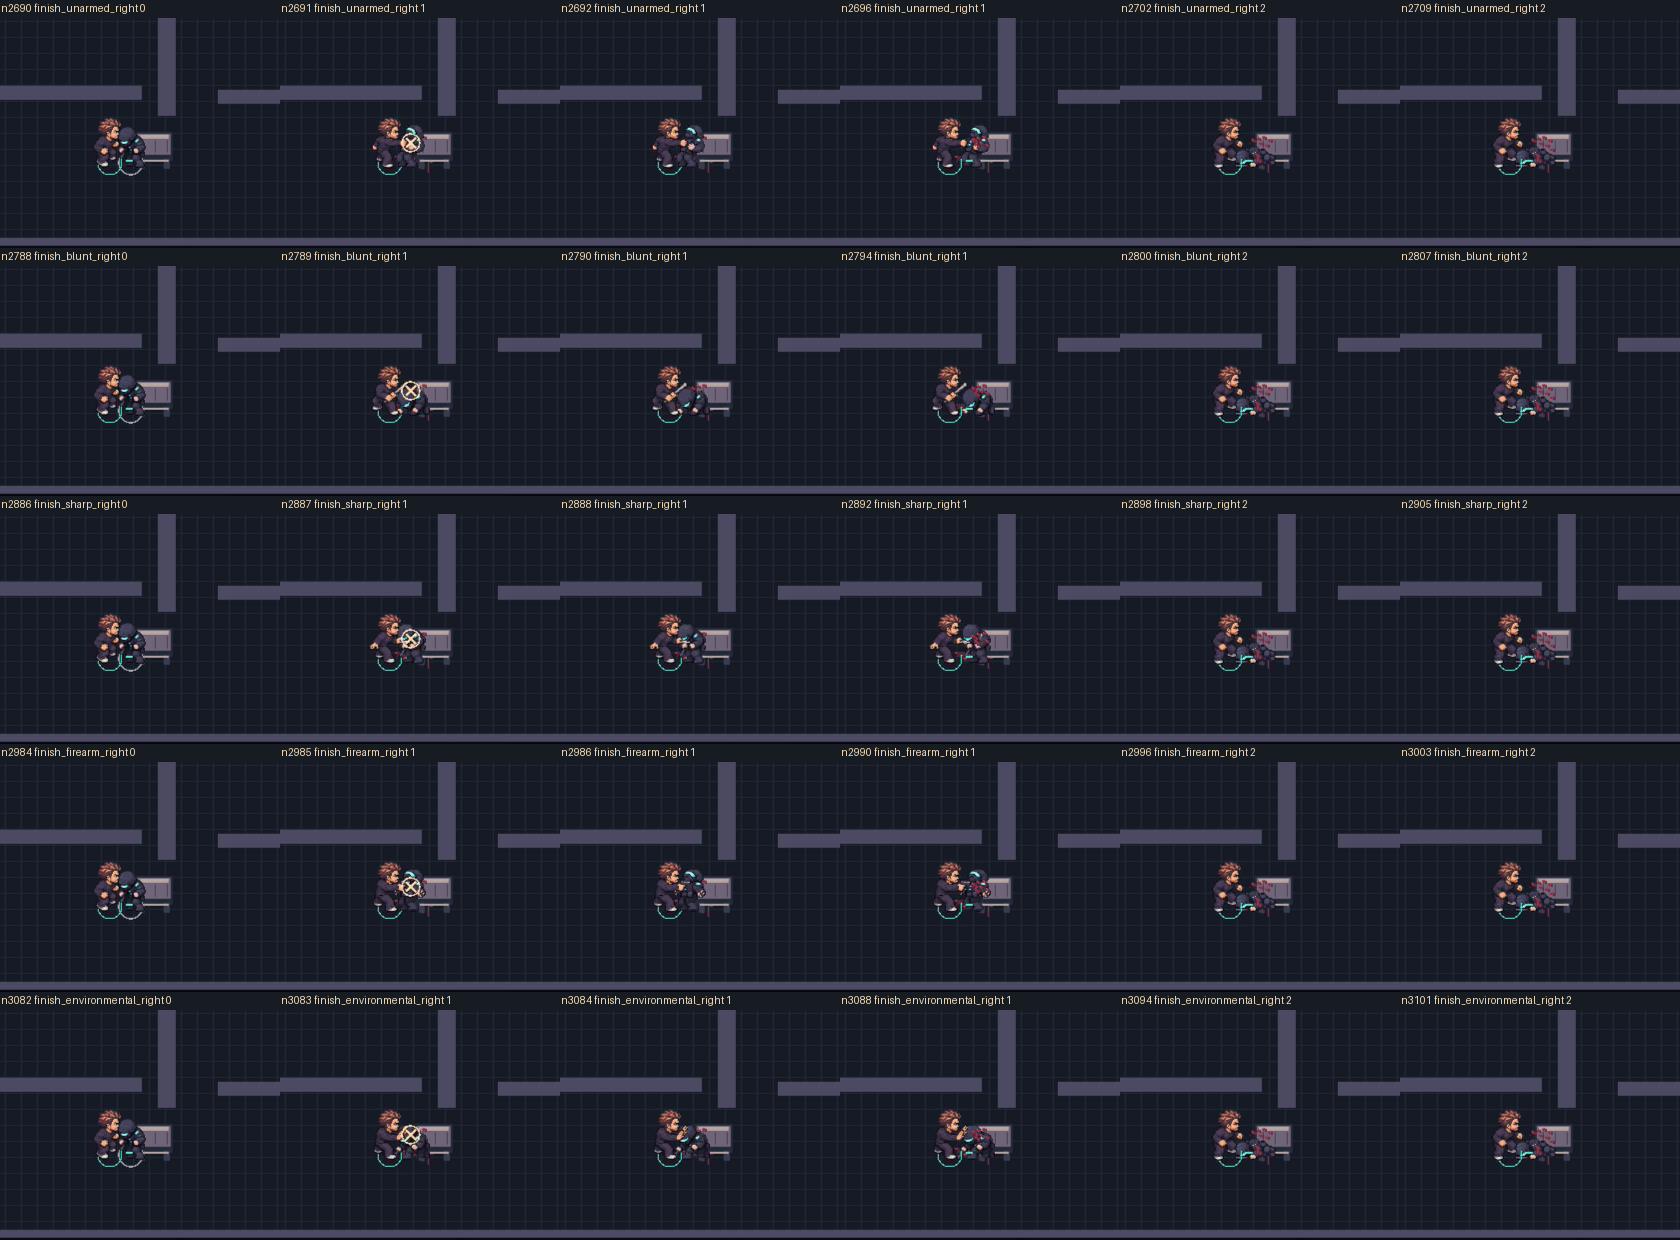 n2690 finish_unarmed_right 0
n2691 finish_unarmed_right 1
n2692 finish_unarmed_right 1
n2696 finish_unarmed_right 1
n2702 finish_unarmed_right 2
n2709 finish_unarmed_right 2
n2788 finish_blunt_right 0
n2789 finish_blunt_right 1
n2790 finish_blunt_right 1
n2794 finish_blunt_right 1
n2800 finish_blunt_right 2
n2807 finish_blunt_right 2
n2886 finish_sharp_right 0
n2887 finish_sharp_right 1
n2888 finish_sharp_right 1
n2892 finish_sharp_right 1
n2898 finish_sharp_right 2
n2905 finish_sharp_right 2
n2984 finish_firearm_right 0
n2985 finish_firearm_right 1
n2986 finish_firearm_right 1
n2990 finish_firearm_right 1
n2996 finish_firearm_right 2
n3003 finish_firearm_right 2
n3082 finish_environmental_right 0
n3083 finish_environmental_right 1
n3084 finish_environmental_right 1
n3088 finish_environmental_right 1
n3094 finish_environmental_right 2
n3101 finish_environmental_right 2